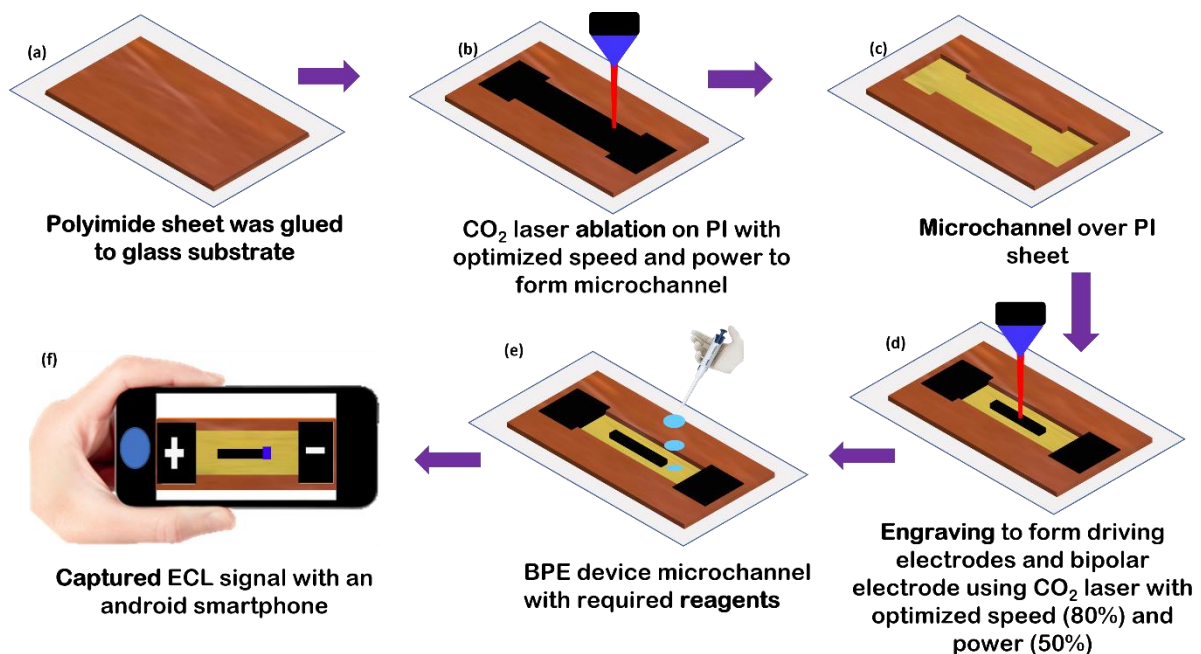 (a)
Polyimide sheet was glued
to glass substrate
(b)
CO₂ laser ablation on PI with
optimized speed and power to
form microchannel
(c)
Microchannel over PI
sheet
(d)
Engraving to form driving
electrodes and bipolar
electrode using CO₂ laser with
optimized speed (80%) and
power (50%)
(e)
BPE device microchannel
with required reagents
(f)
+ -
Captured ECL signal with an
android smartphone